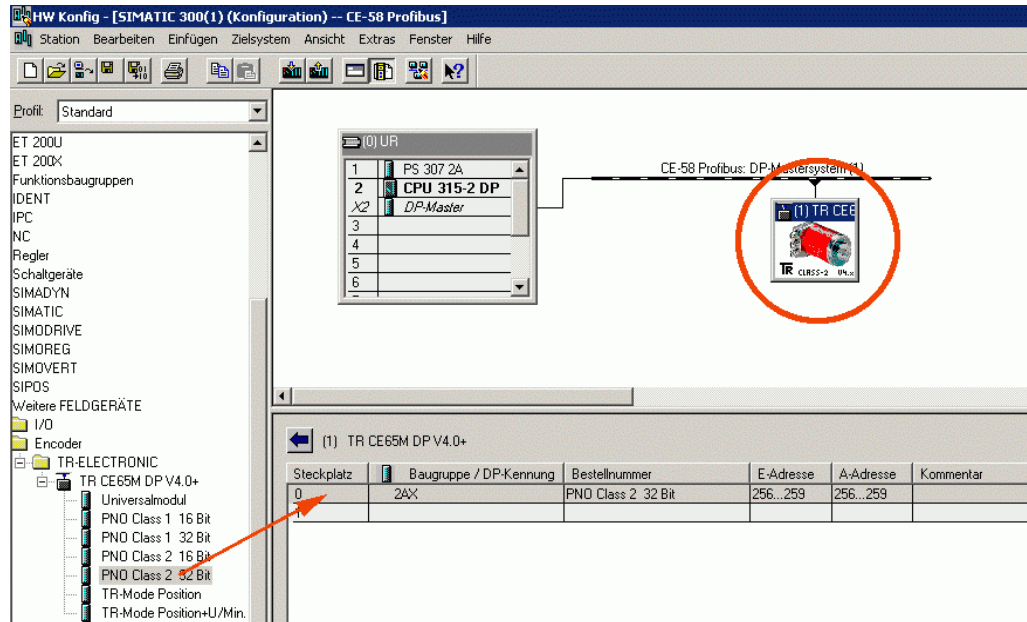 HW Konfig - [SIMATIC 300(1) (Konfiguration) -- CE-58 Profibus]
Station Bearbeiten Einfügen Zielsystem Ansicht Extras Fenster Hilfe
Profil: Standard
ET 200U
ET 200X
Funktionsbaugruppen
IDENT
IPC
NC
Regler
Schaltgeräte
SIMADYN
SIMATIC
SIMODRIVE
SIMOREG
SIMOVERT
SIPOS
Weitere FELDGERÄTE
I/O
Encoder
TR-ELECTRONIC
TR CE65M DP V4.0+
Universalmodul
PNO Class 1 16 Bit
PNO Class 1 32 Bit
PNO Class 2 16 Bit
PNO Class 2 32 Bit
TR-Mode Position
TR-Mode Position+U/Min.
(0) UR
1 PS 307 2A
2 CPU 315-2 DP
X2 DP-Master
3
4
5
6
CE-58 Profibus: DP-Mastersystem (1)
(1) TR CE6
TR CLASS-2 V4.x
(1) TR CE65M DP V4.0+
Steckplatz Baugruppe / DP-Kennung Bestellnummer E-Adresse A-Adresse Kommentar
0 2AX PNO Class 2 32 Bit 256...259 256...259
1